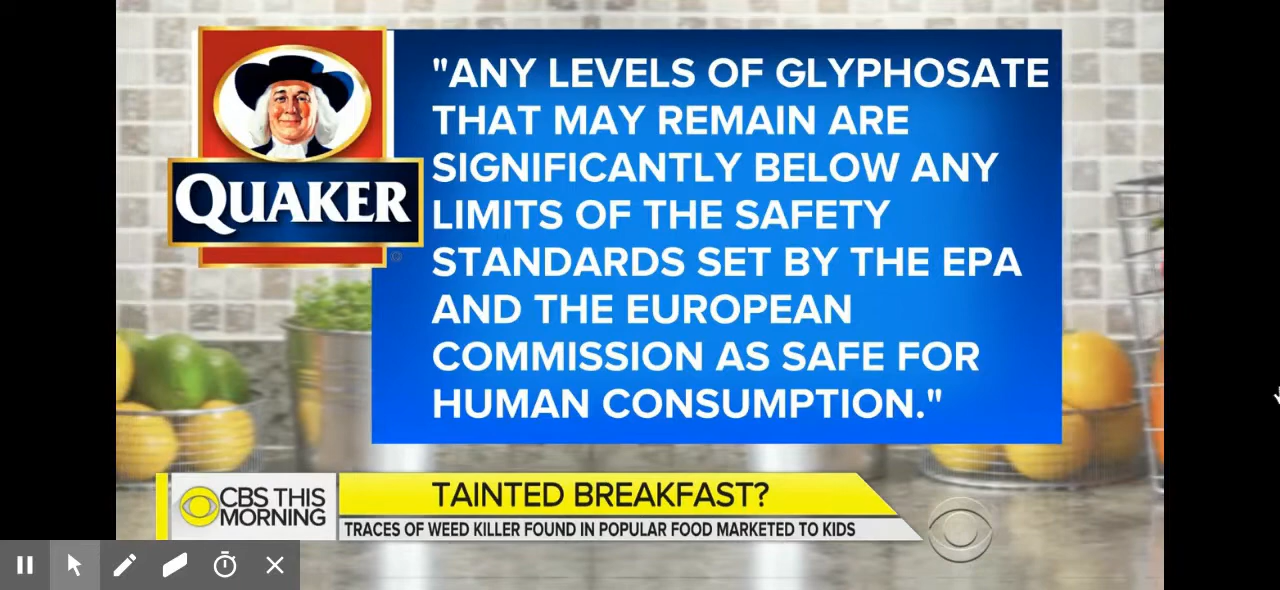 QUAKER
"ANY LEVELS OF GLYPHOSATE
THAT MAY REMAIN ARE
SIGNIFICANTLY BELOW ANY
LIMITS OF THE SAFETY
STANDARDS SET BY THE EPA
AND THE EUROPEAN
COMMISSION AS SAFE FOR
HUMAN CONSUMPTION."
CBS THIS
MORNING
TAINTED BREAKFAST?
TRACES OF WEED KILLER FOUND IN POPULAR FOOD MARKETED TO KIDS